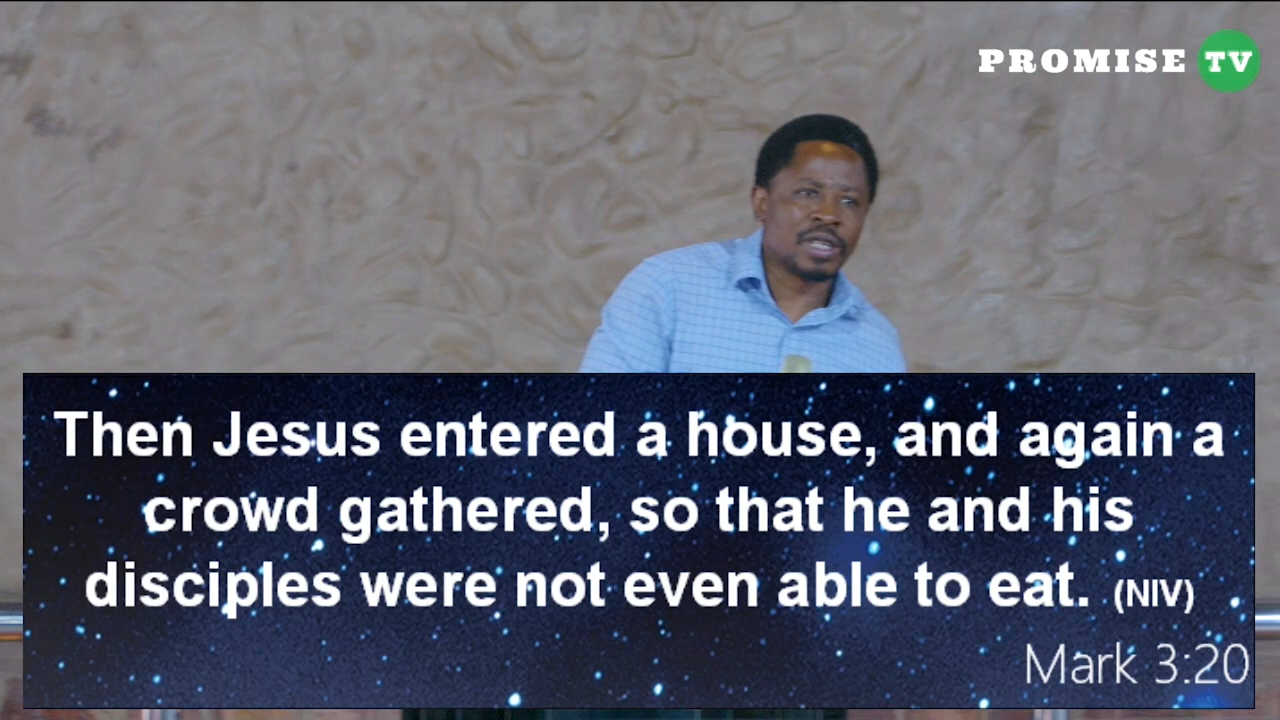 PROMISE TV
Then Jesus entered a house, and again a
crowd gathered, so that he and his
disciples were not even able to eat. (NIV)
Mark 3:20